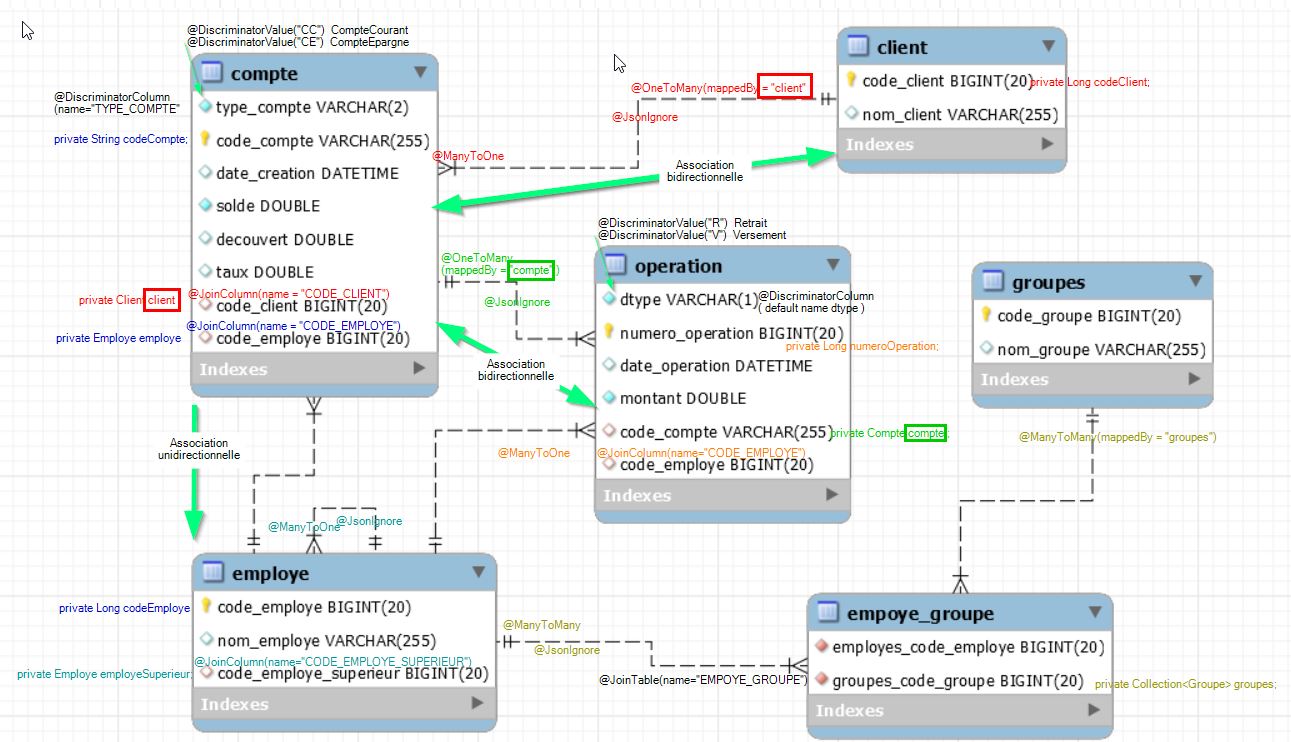 @DiscriminatorValue("CC") CompteCourant
@DiscriminatorValue("CE") CompteEpargne
compte
@DiscriminatorColumn
(name="TYPE_COMPTE"
type_compte VARCHAR(2)
private String codeCompte;
code_compte VARCHAR(255)
date_creation DATETIME
solde DOUBLE
decouvert DOUBLE
taux DOUBLE
@JoinColumn(name = "CODE_CLIENT")
private Client client
code_client BIGINT(20)
@JoinColumn(name = "CODE_EMPLOYE")
private Employe employe
code_employe BIGINT(20)
Indexes
@OneToMany(mappedBy = "client"
@JsonIgnore
@ManyToOne
Association
bidirectionnelle
client
code_client BIGINT(20)
private Long codeClient;
nom_client VARCHAR(255)
Indexes
@OneToMany
(mappedBy = "compte")
@JsonIgnore
Association
bidirectionnelle
@DiscriminatorValue("R") Retrait
@DiscriminatorValue("V") Versement
operation
dtype VARCHAR(1)
@DiscriminatorColumn
( default name dtype )
numero_operation BIGINT(20)
private Long numeroOperation;
date_operation DATETIME
montant DOUBLE
code_compte VARCHAR(255)
private Compte compte;
@ManyToOne
@JoinColumn(name="CODE_EMPLOYE")
code_employe BIGINT(20)
Indexes
groupes
code_groupe BIGINT(20)
nom_groupe VARCHAR(255)
Indexes
@ManyToMany(mappedBy = "groupes")
Association
unidirectionnelle
@ManyToOne
@JsonIgnore
employe
private Long codeEmploye
code_employe BIGINT(20)
nom_employe VARCHAR(255)
@JoinColumn(name="CODE_EMPLOYE_SUPERIEUR")
private Employe employeSuperieur;
code_employe_superieur BIGINT(20)
Indexes
@ManyToMany
@JsonIgnore
@JoinTable(name="EMPOYE_GROUPE")
empoye_groupe
employes_code_employe BIGINT(20)
groupes_code_groupe BIGINT(20)
private Collection<Groupe> groupes;
Indexes